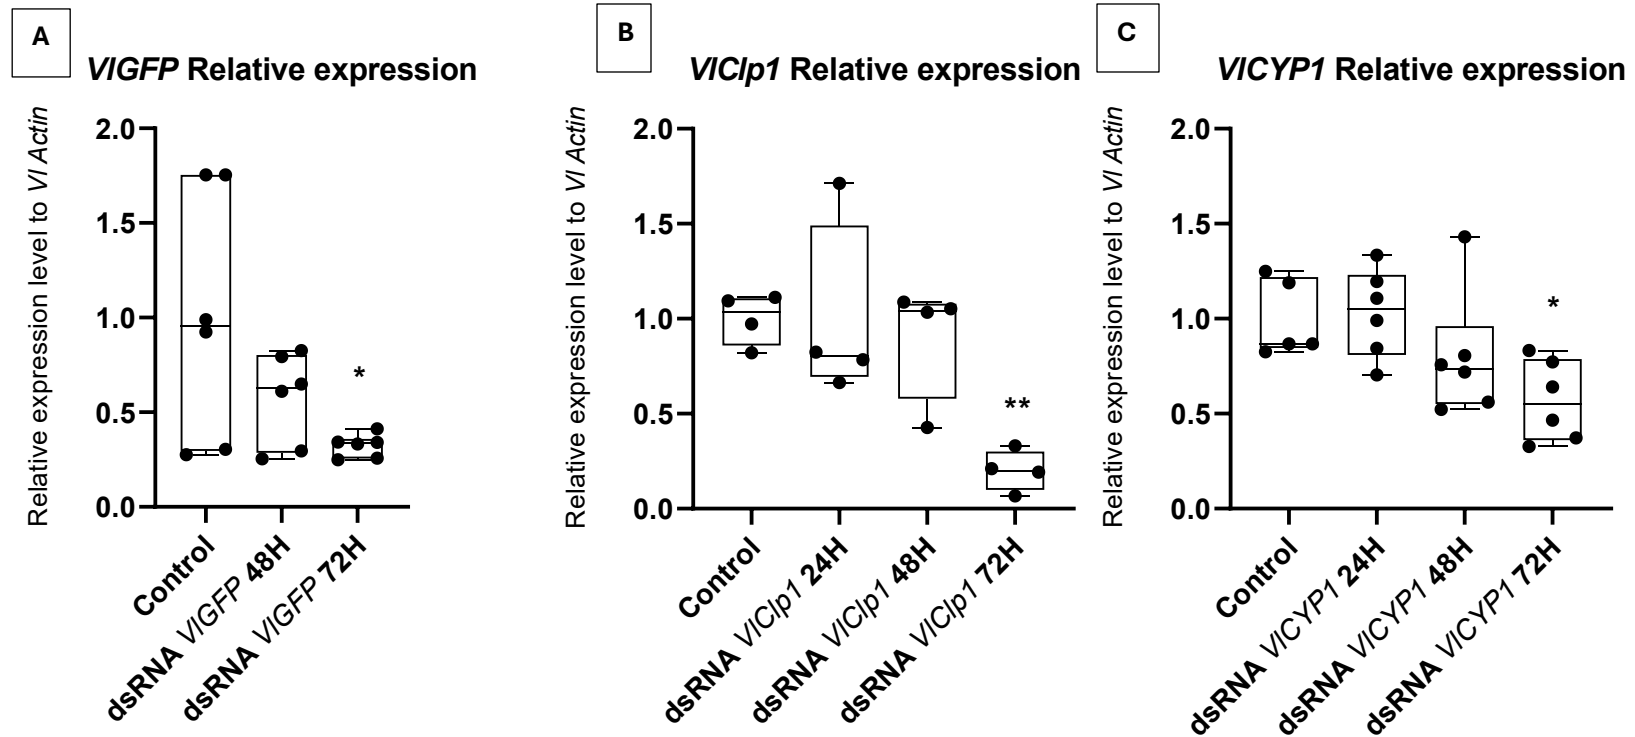 A
VlGFP Relative expression
Relative expression level to Vl Actin
2.0
1.5
1.0
0.5
0.0
*
Control
dsRNA VlGFP 48H
dsRNA VlGFP 72H
B
VlClp1 Relative expression
Relative expression level to Vl Actin
2.0
1.5
1.0
0.5
0.0
**
Control
dsRNA VlClp1 24H
dsRNA VlClp1 48H
dsRNA VlClp1 72H
C
VlCYP1 Relative expression
Relative expression level to Vl Actin
2.0
1.5
1.0
0.5
0.0
*
Control
dsRNA VlCYP1 24H
dsRNA VlCYP1 48H
dsRNA VlCYP1 72H